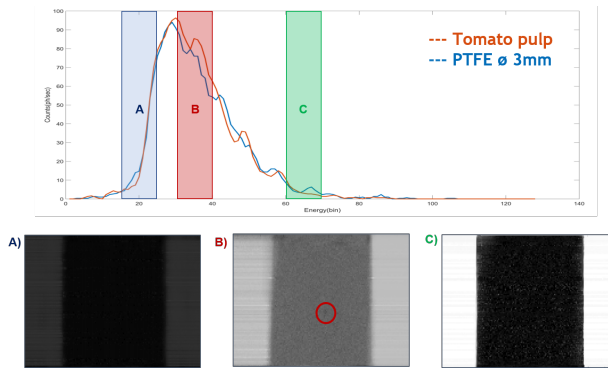 100
90
80
70
60
50
40
30
20
10
0
Counts(ph/sec)
A
B
C
--- Tomato pulp
--- PTFE ø 3mm
0 20 40 60 80 100 120 140
Energy(bin)
A) B) C)